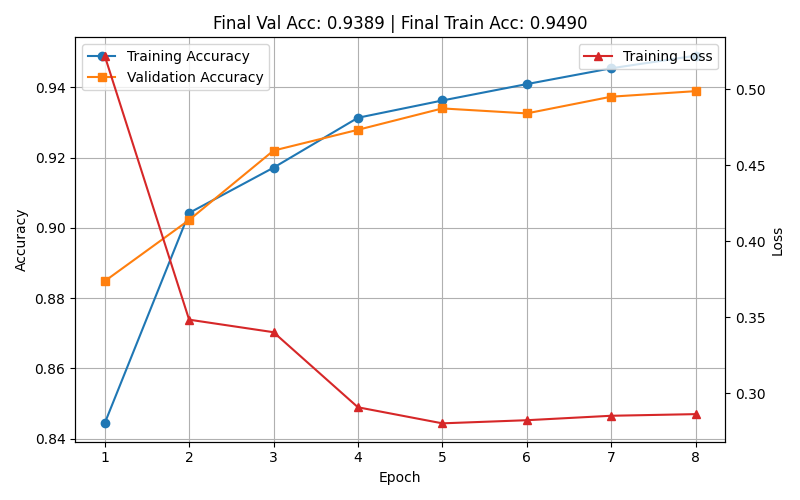 Final Val Acc: 0.9389 | Final Train Acc: 0.9490
Training Accuracy
Validation Accuracy
Training Loss
0.94
0.92
0.90
0.88
0.86
0.84
Accuracy
0.50
0.45
0.40
0.35
0.30
Loss
1 2 3 4 5 6 7 8
Epoch